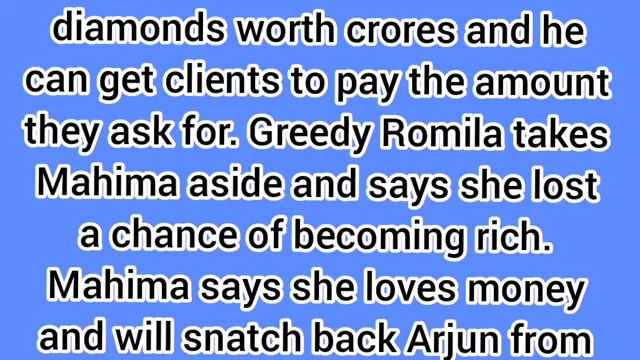 diamonds worth crores and he
can get clients to pay the amount
they ask for. Greedy Romila takes
Mahima aside and says she lost
a chance of becoming rich.
Mahima says she loves money
and will snatch back Arjun from